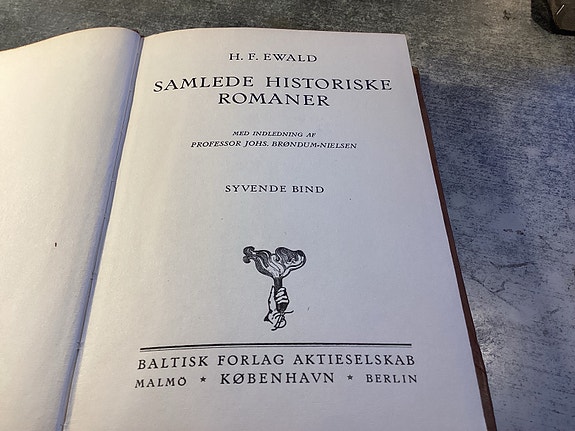 H. F. EWALD
SAMLEDE HISTORISKE
ROMANER
MED INDLEDNING AF
PROFESSOR JOHS. BRØNDUM-NIELSEN
SYVENDE BIND
BALTISK FORLAG AKTIESELSKAB
MALMÖ ★ KØBENHAVN ★ BERLIN